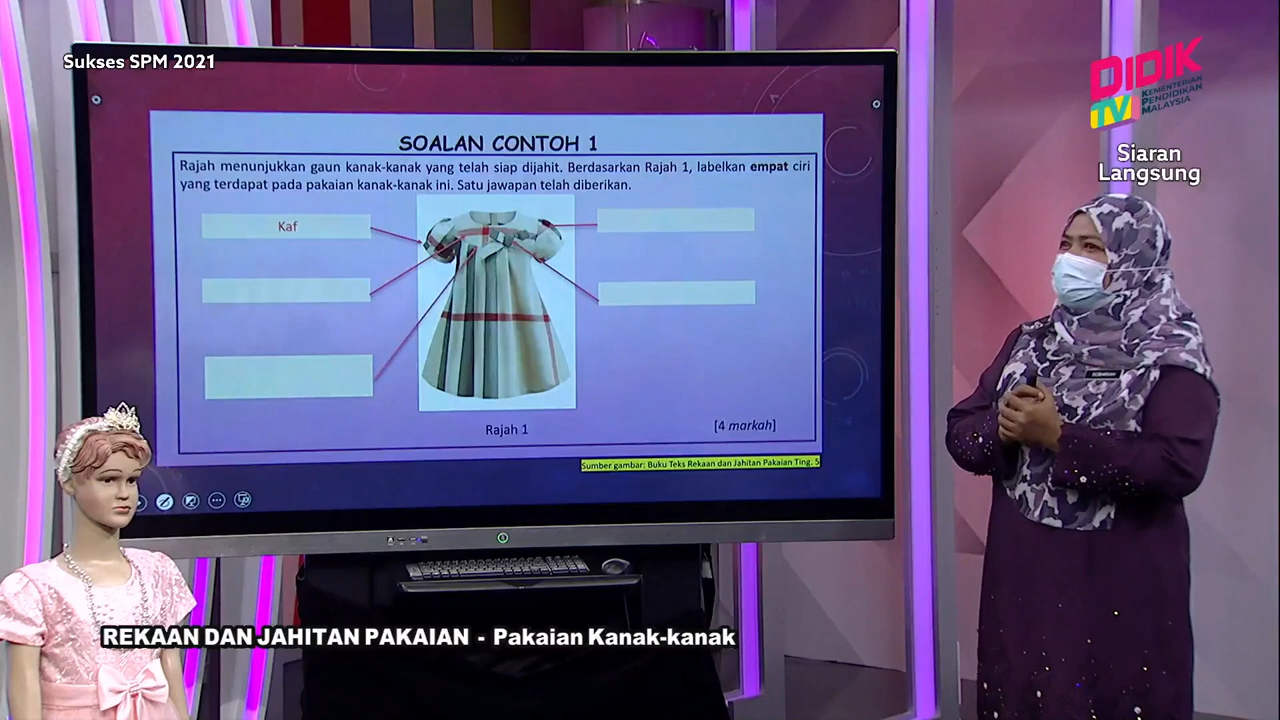 Sukses SPM 2021
DIDIK
TV
KEMENTERIAN
PENDIDIKAN
MALAYSIA
Siaran
Langsung
SOALAN CONTOH 1
Rajah menunjukkan gaun kanak-kanak yang telah siap dijahit. Berdasarkan Rajah 1, labelkan empat ciri
yang terdapat pada pakaian kanak-kanak ini. Satu jawapan telah diberikan.
Kaf
Rajah 1
[4 markah]
Sumber gambar: Buku Teks Rekaan dan Jahitan Pakaian Ting. 5
REKAAN DAN JAHITAN PAKAIAN - Pakaian Kanak-kanak